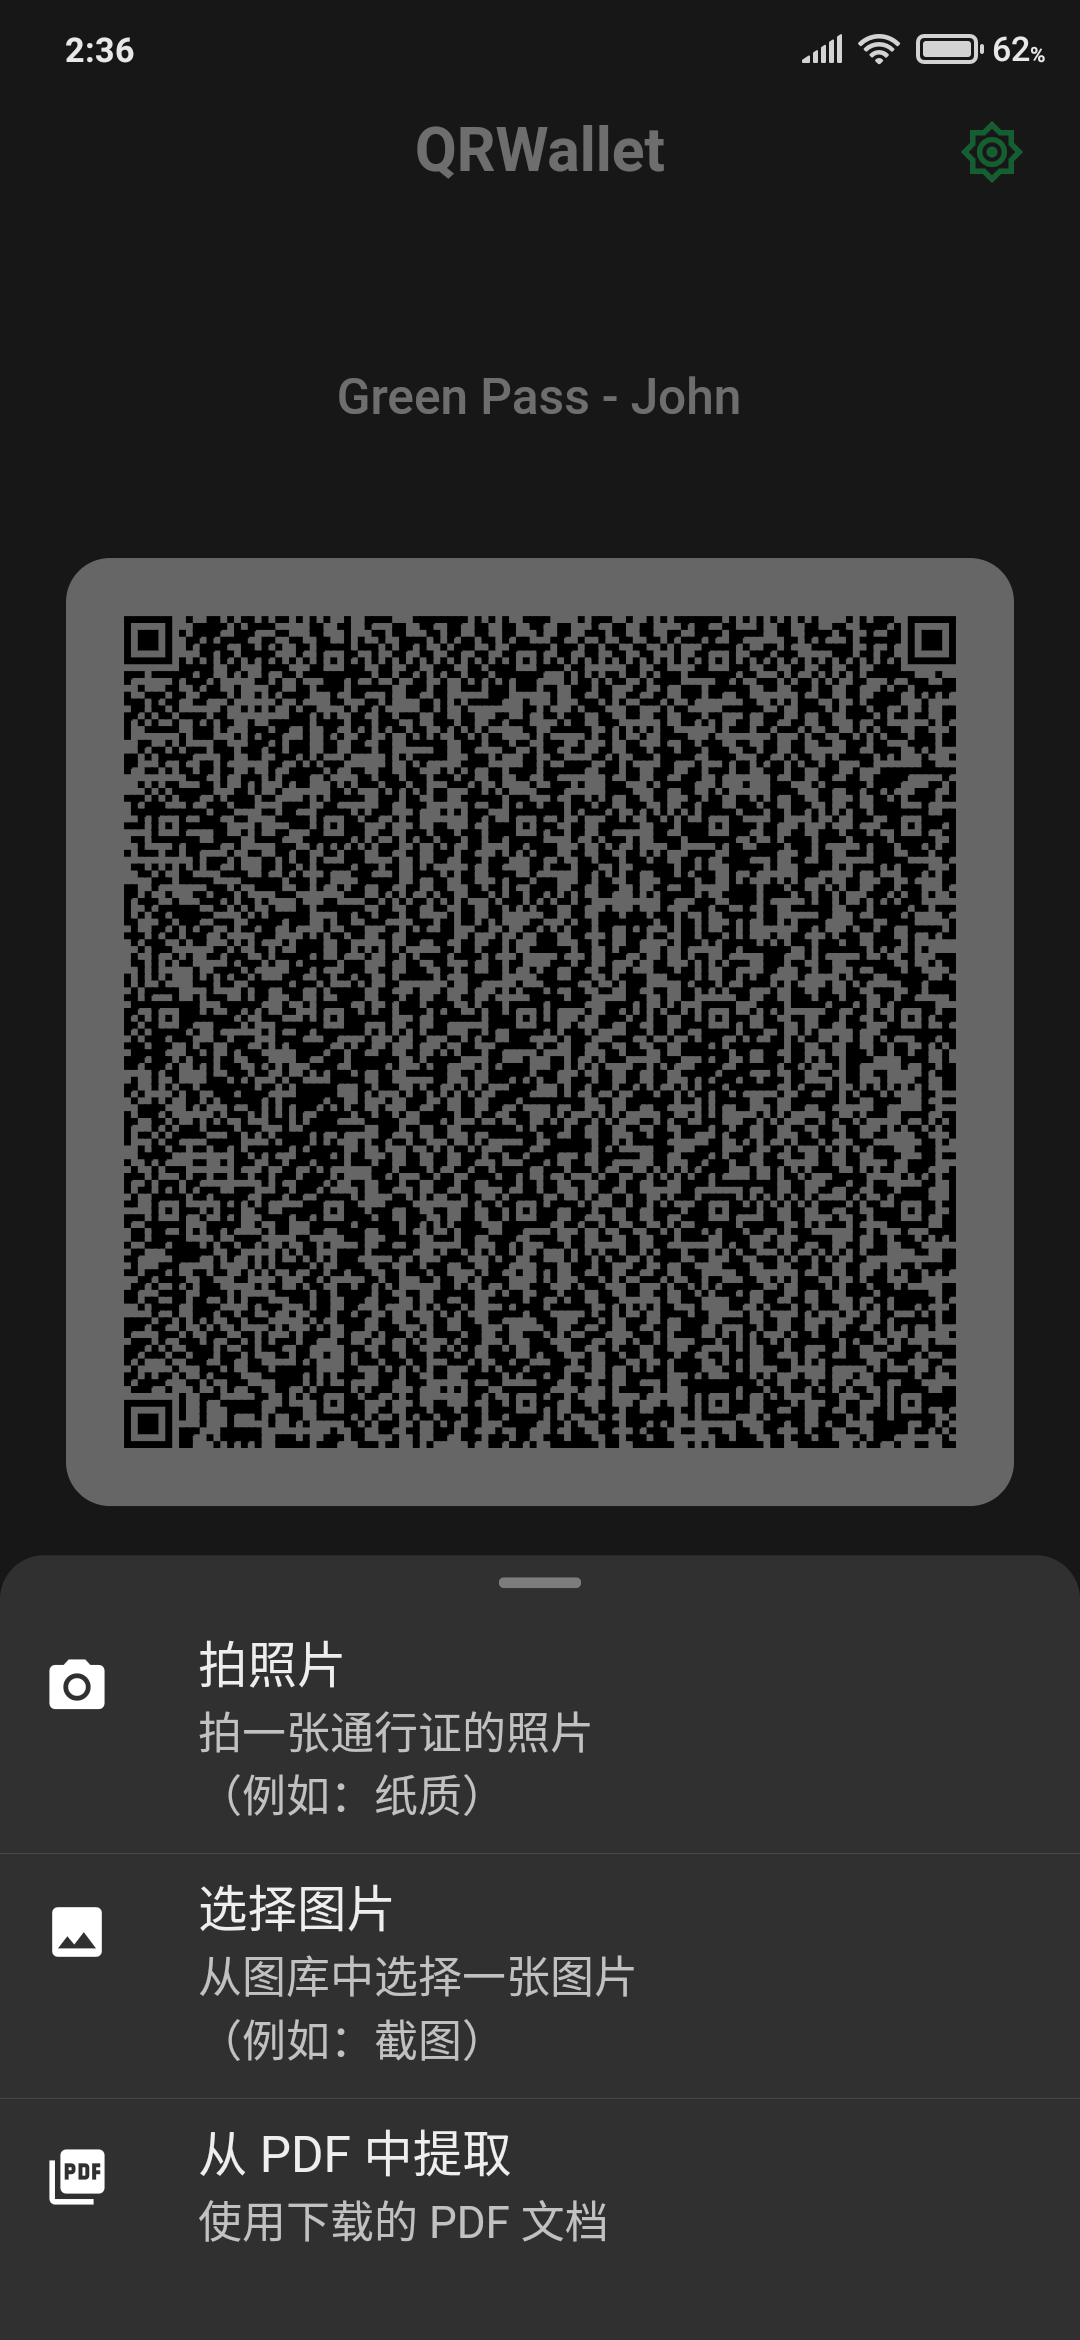 2:36
62%
QRWallet
Green Pass - John
拍照片
拍一张通行证的照片
（例如：纸质）
选择图片
从图库中选择一张图片
（例如：截图）
PDF
从 PDF 中提取
使用下载的 PDF 文档